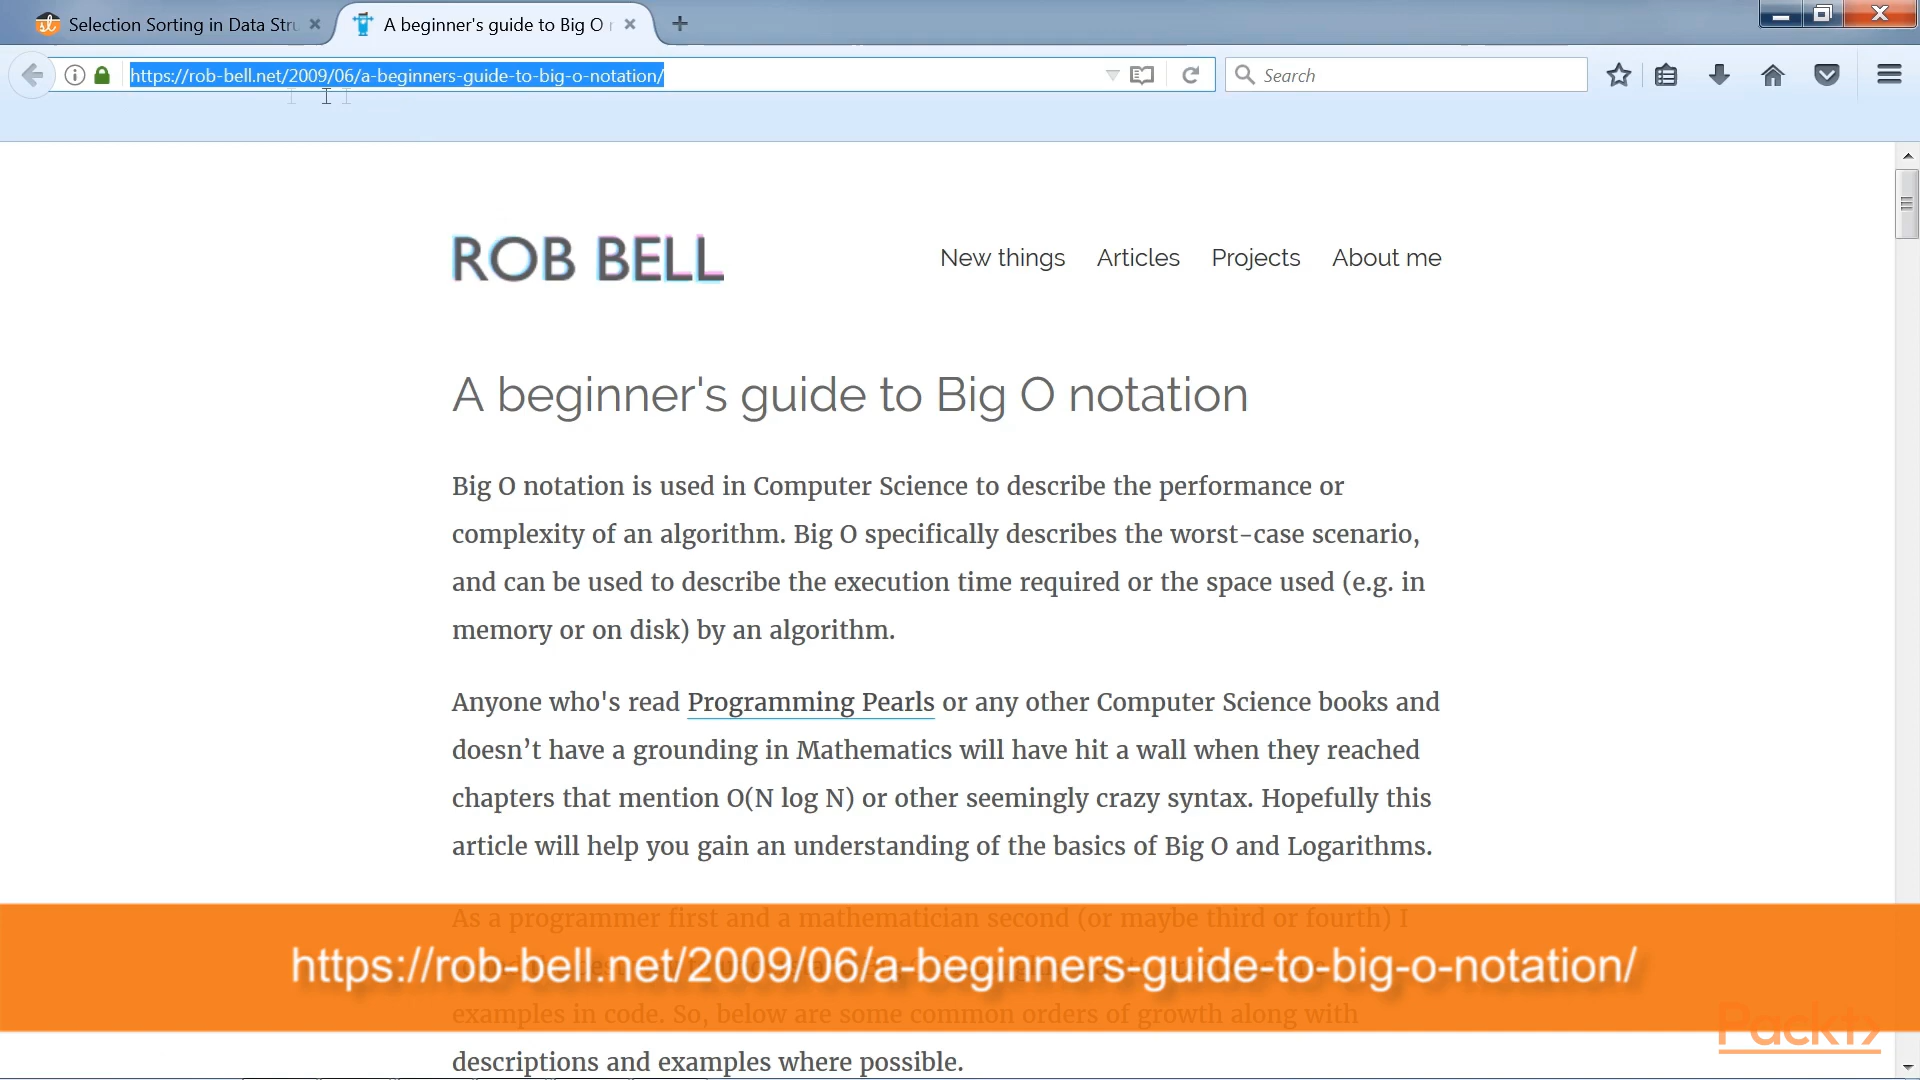 Selection Sorting in Data Stru
A beginner's guide to Big O
https://rob-bell.net/2009/06/a-beginners-guide-to-big-o-notation/
Search
ROB BELL
New things Articles Projects About me
A beginner's guide to Big O notation
Big O notation is used in Computer Science to describe the performance or
complexity of an algorithm. Big O specifically describes the worst-case scenario,
and can be used to describe the execution time required or the space used (e.g. in
memory or on disk) by an algorithm.
Anyone who's read Programming Pearls or any other Computer Science books and
doesn’t have a grounding in Mathematics will have hit a wall when they reached
chapters that mention O(N log N) or other seemingly crazy syntax. Hopefully this
article will help you gain an understanding of the basics of Big O and Logarithms.
As a programmer first and a mathematician second (or maybe third or fourth) I
https://rob-bell.net/2009/06/a-beginners-guide-to-big-o-notation/
examples in code. So, below are some common orders of growth along with
Packt
descriptions and examples where possible.